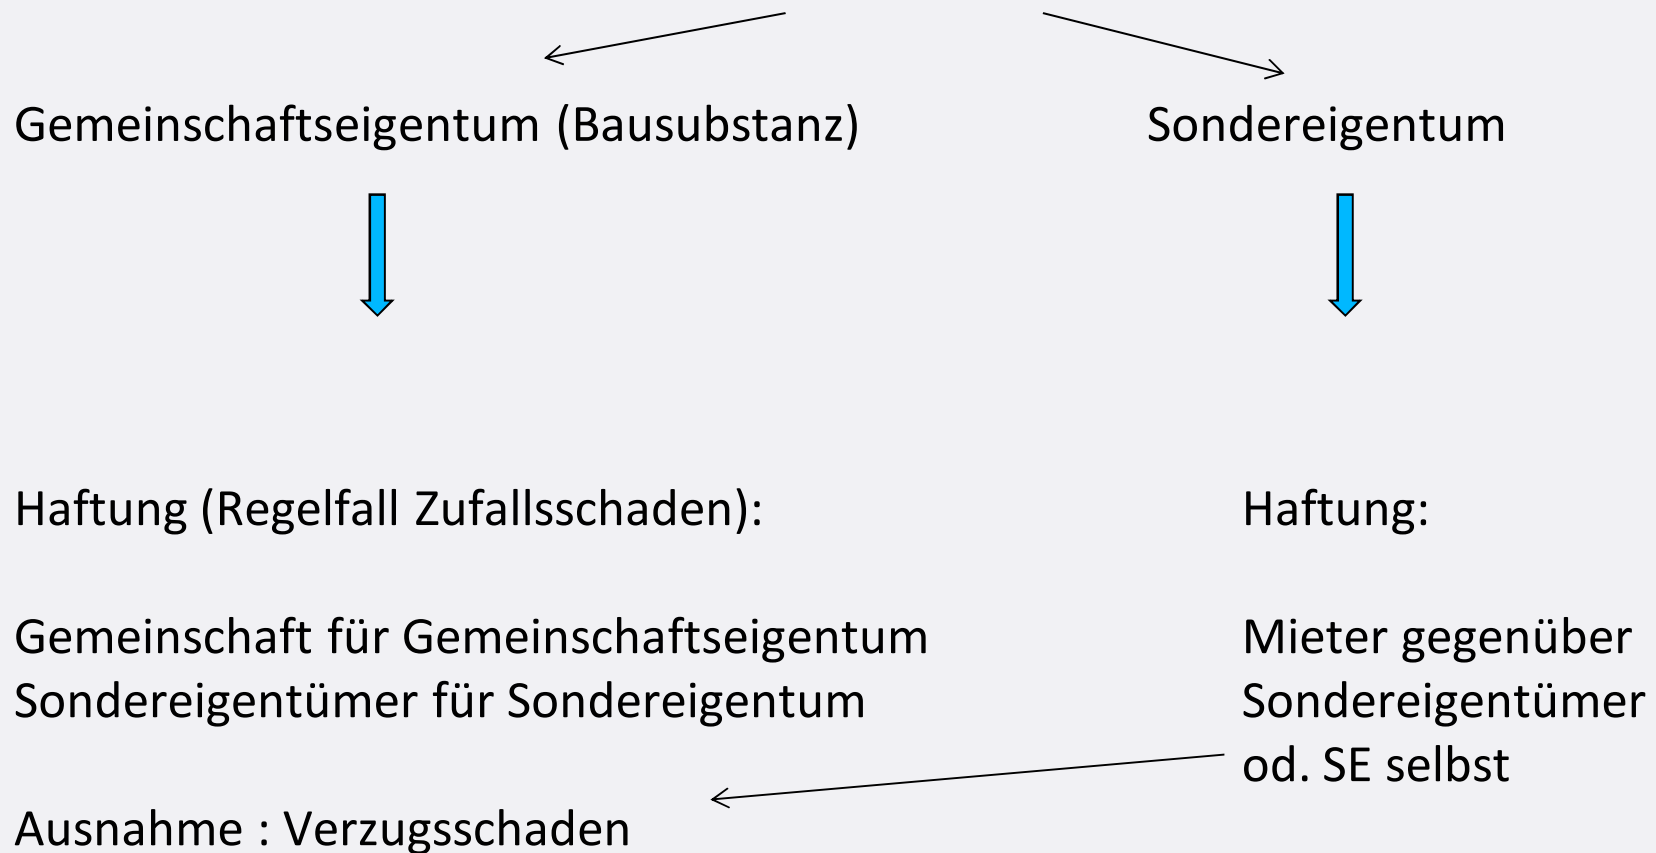 Gemeinschaftseigentum (Bausubstanz)
Sondereigentum
Haftung (Regelfall Zufallsschaden):
Gemeinschaft für Gemeinschaftseigentum
Sondereigentümer für Sondereigentum
Ausnahme : Verzugsschaden
Haftung:
Mieter gegenüber
Sondereigentümer
od. SE selbst